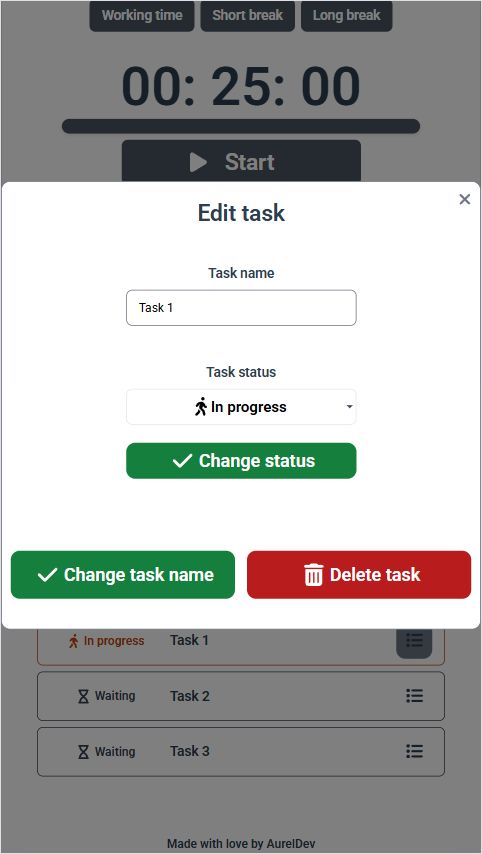 Working time Short break Long break
00: 25: 00
Start
Edit task
Task name
Task 1
Task status
In progress
Change status
Change task name Delete task
In progress Task 1
Waiting Task 2
Waiting Task 3
Made with love by AurelDev